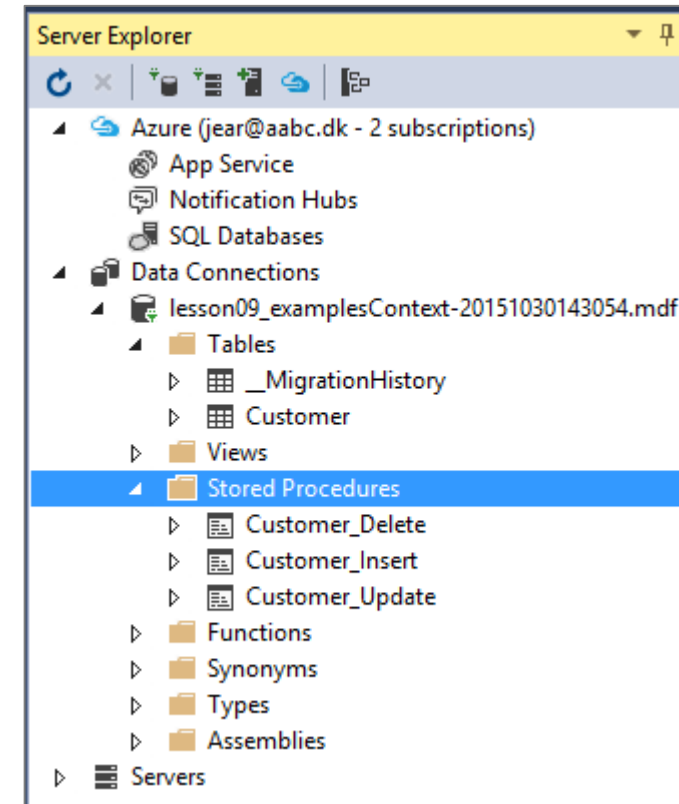 Server Explorer
Azure (jear@aabc.dk - 2 subscriptions)
App Service
Notification Hubs
SQL Databases
Data Connections
lesson09_examplesContext-20151030143054.mdf
Tables
__MigrationHistory
Customer
Views
Stored Procedures
Customer_Delete
Customer_Insert
Customer_Update
Functions
Synonyms
Types
Assemblies
Servers